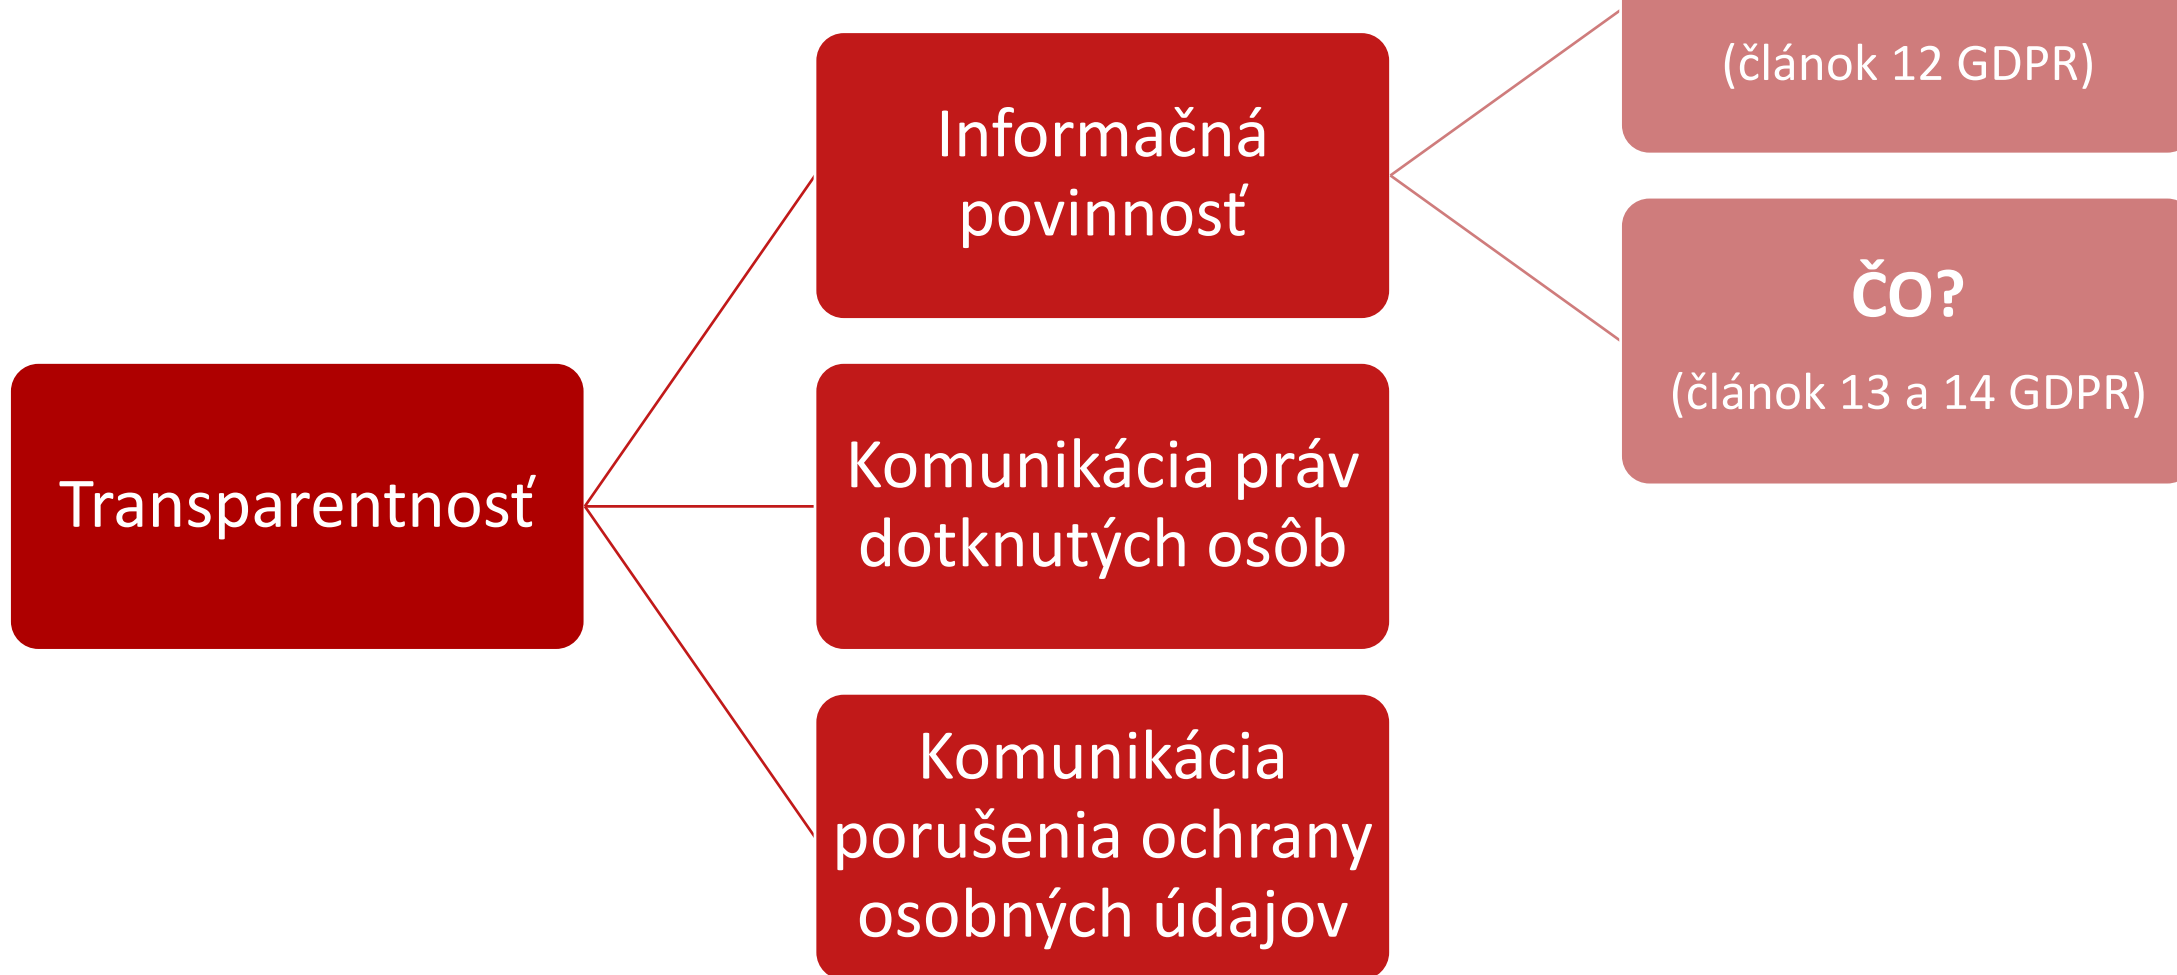 Transparentnosť
Informačná
povinnosť
(článok 12 GDPR)
ČO?
(článok 13 a 14 GDPR)
Komunikácia práv
dotknutých osôb
Komunikácia
porušenia ochrany
osobných údajov